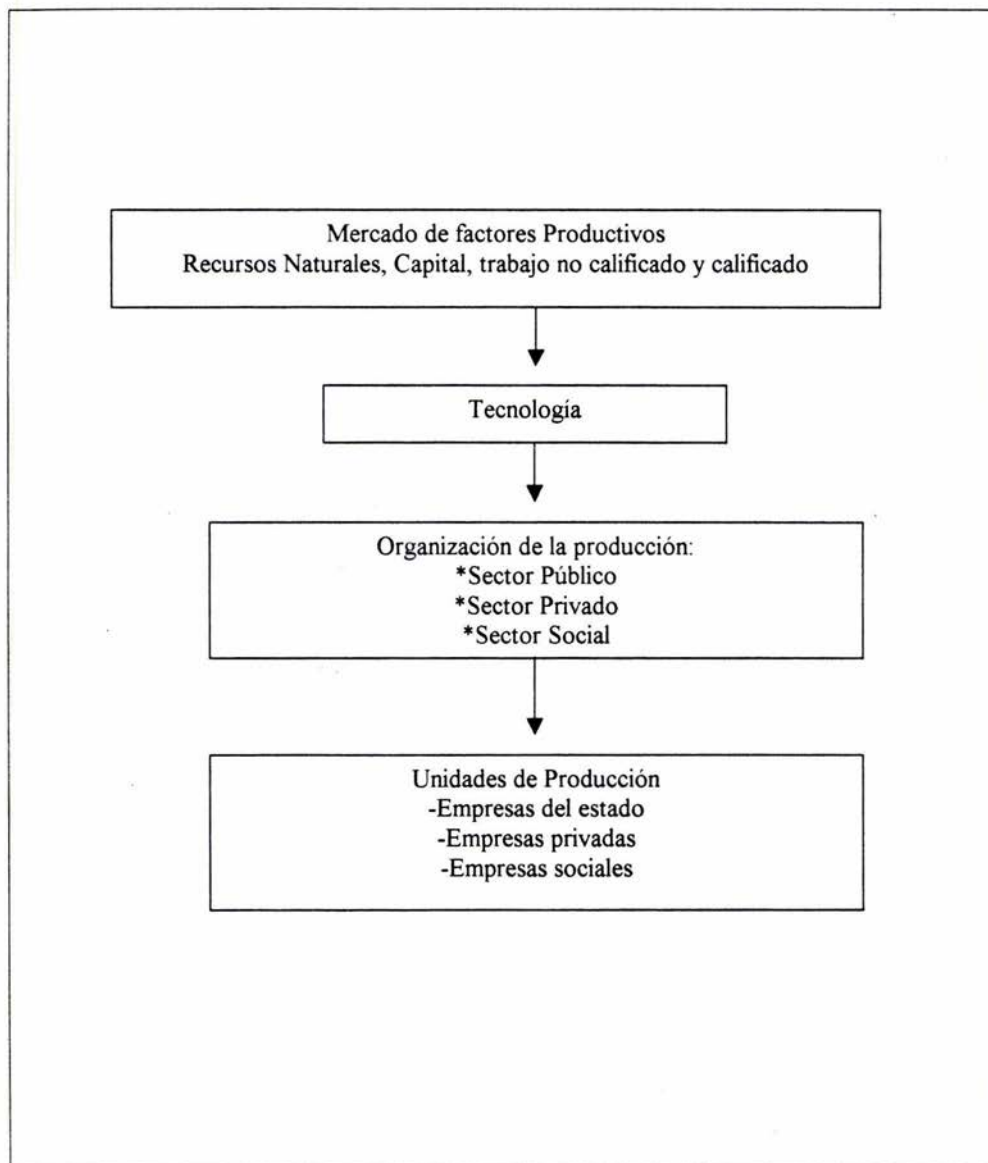 Mercado de factores Productivos
Recursos Naturales, Capital, trabajo no calificado y calificado
Tecnología
Organización de la producción:
*Sector Público
*Sector Privado
*Sector Social
Unidades de Producción
-Empresas del estado
-Empresas privadas
-Empresas sociales